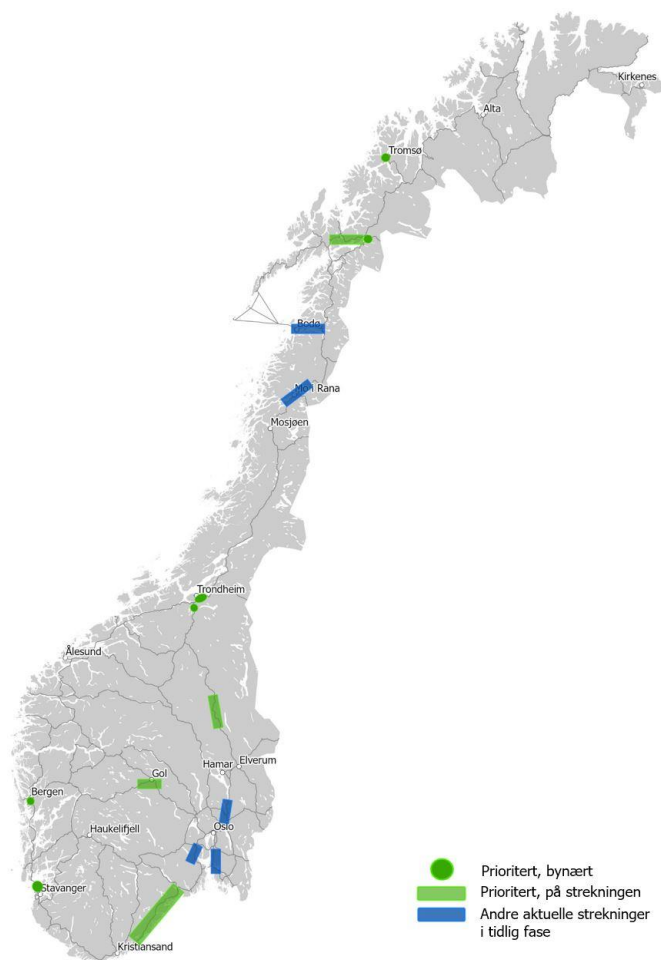 Kirkenes
Alta
Tromsø
Bodø
Mo i Rana
Mosjøen
Trondheim
Ålesund
Hamar
Elverum
Gol
Bergen
Oslo
Haukelifjell
Stavanger
Kristiansand
Prioritert, bynært
Prioritert, på strekningen
Andre aktuelle strekninger
i tidlig fase